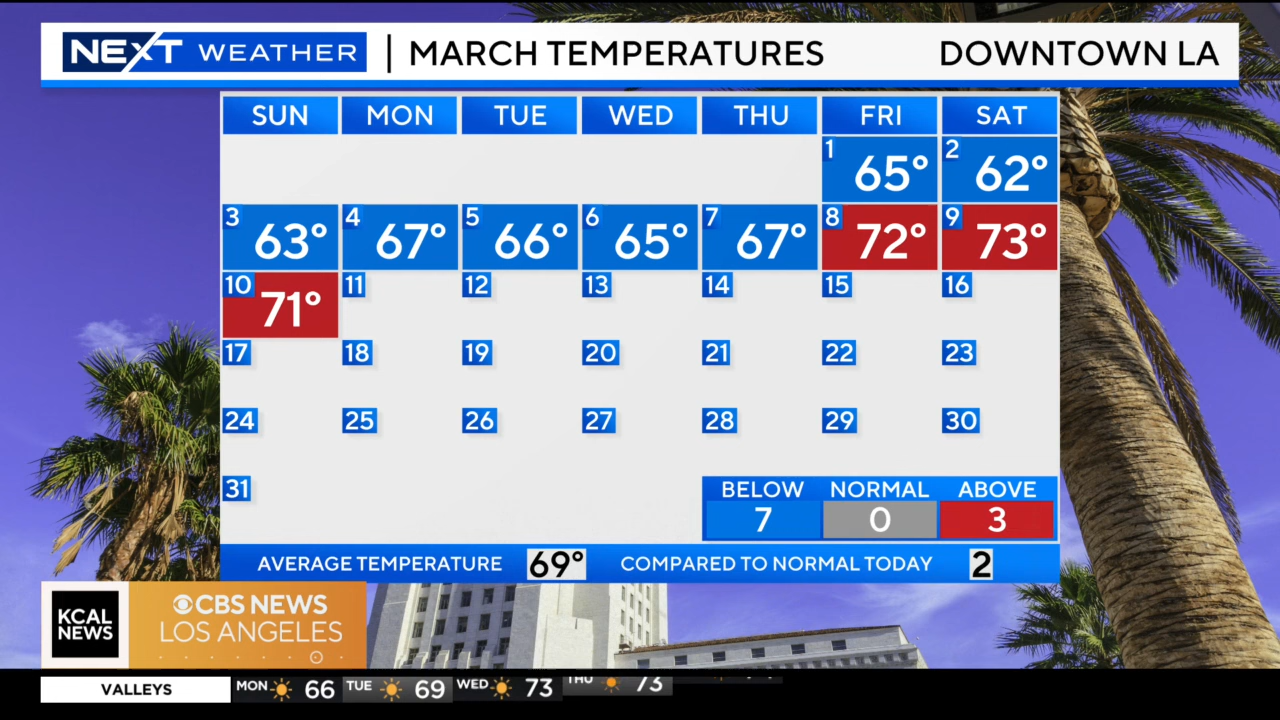 NEXT WEATHER | MARCH TEMPERATURES DOWNTOWN LA
SUN MON TUE WED THU FRI SAT
1 65° 2 62°
3 63° 4 67° 5 66° 6 65° 7 67° 8 72° 9 73°
10 71° 11 12 13 14 15 16
17 18 19 20 21 22 23
24 25 26 27 28 29 30
31
BELOW NORMAL ABOVE
7 0 3
AVERAGE TEMPERATURE 69° COMPARED TO NORMAL TODAY 2
KCAL NEWS
CBS NEWS
LOS ANGELES
VALLEYS MON 66 TUE 69 WED 73 THU 73